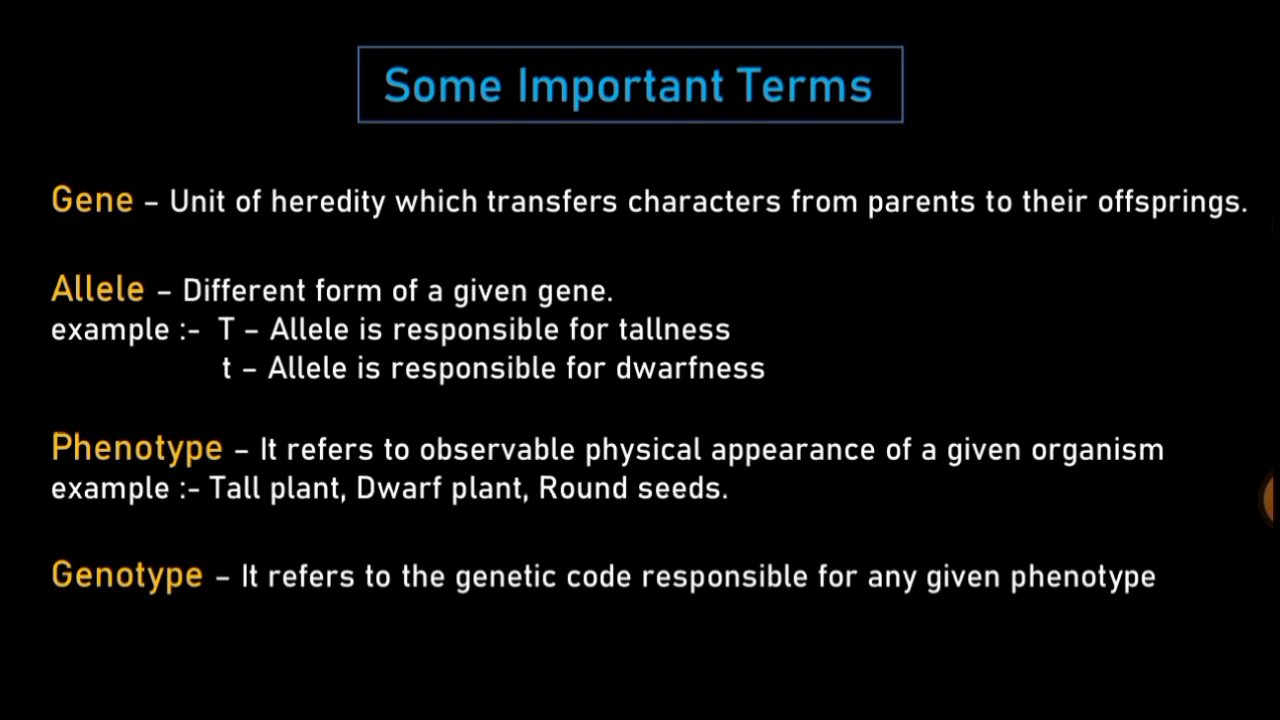 Some Important Terms
Gene – Unit of heredity which transfers characters from parents to their offsprings.
Allele – Different form of a given gene.
example :- T – Allele is responsible for tallness
t – Allele is responsible for dwarfness
Phenotype – It refers to observable physical appearance of a given organism
example :- Tall plant, Dwarf plant, Round seeds.
Genotype – It refers to the genetic code responsible for any given phenotype